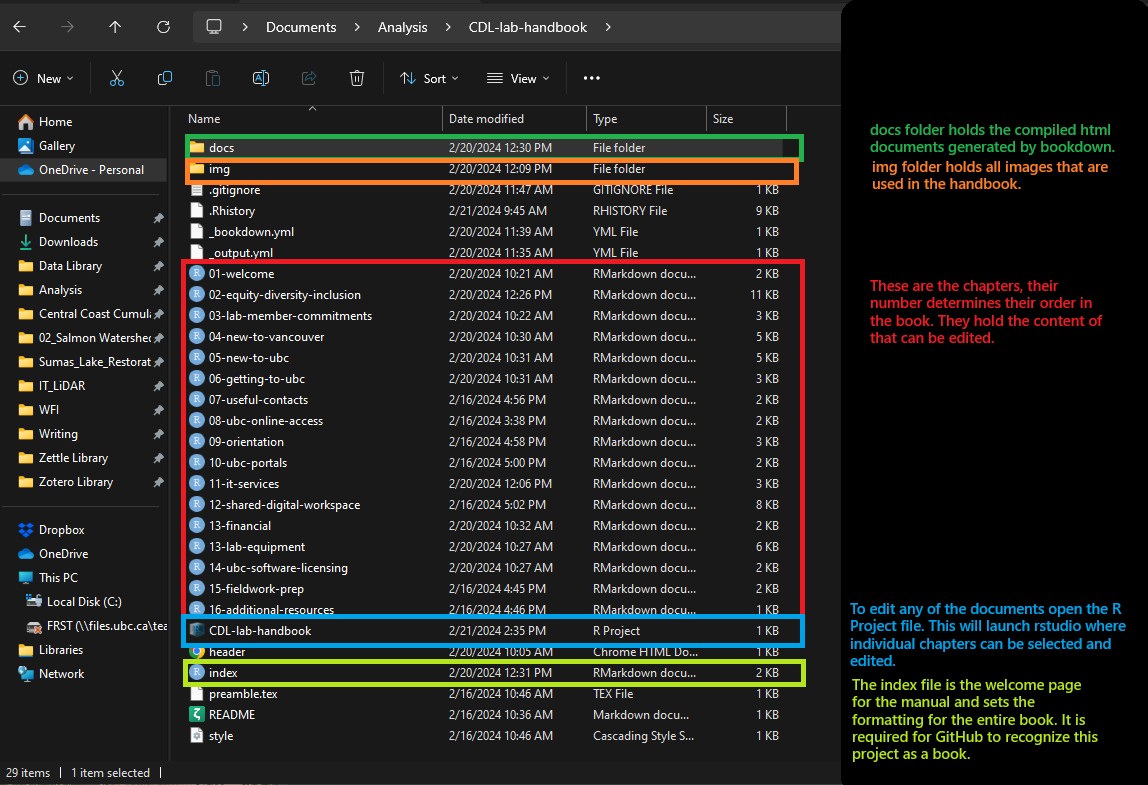 Documents > Analysis > CDL-lab-handbook >
New Sort View
Name Date modified Type Size
Home
Gallery
OneDrive - Personal
Documents
Downloads
Data Library
Analysis
Central Coast Cumula
02_Salmon Watershed
Sumas_Lake_Restorat
IT_LiDAR
WFI
Writing
Zettle Library
Zotero Library
Dropbox
OneDrive
This PC
Local Disk (C:)
FRST (\\files.ubc.ca\tea
Libraries
Network
docs 2/20/2024 12:30 PM File folder
img 2/20/2024 12:09 PM File folder
.gitignore 2/20/2024 11:47 AM GITIGNORE File 1 KB
.Rhistory 2/21/2024 9:45 AM RHISTORY File 9 KB
_bookdown.yml 2/20/2024 11:39 AM YML File 1 KB
_output.yml 2/20/2024 11:35 AM YML File 1 KB
01-welcome 2/20/2024 10:21 AM RMarkdown docu... 2 KB
02-equity-diversity-inclusion 2/20/2024 12:26 PM RMarkdown docu... 11 KB
03-lab-member-commitments 2/20/2024 10:22 AM RMarkdown docu... 3 KB
04-new-to-vancouver 2/20/2024 10:30 AM RMarkdown docu... 5 KB
05-new-to-ubc 2/20/2024 10:31 AM RMarkdown docu... 5 KB
06-getting-to-ubc 2/20/2024 10:31 AM RMarkdown docu... 3 KB
07-useful-contacts 2/16/2024 4:56 PM RMarkdown docu... 2 KB
08-ubc-online-access 2/16/2024 3:38 PM RMarkdown docu... 2 KB
09-orientation 2/16/2024 4:58 PM RMarkdown docu... 3 KB
10-ubc-portals 2/16/2024 5:00 PM RMarkdown docu... 2 KB
11-it-services 2/20/2024 12:06 PM RMarkdown docu... 3 KB
12-shared-digital-workspace 2/16/2024 5:02 PM RMarkdown docu... 8 KB
13-financial 2/20/2024 10:32 AM RMarkdown docu... 2 KB
13-lab-equipment 2/20/2024 10:27 AM RMarkdown docu... 6 KB
14-ubc-software-licensing 2/20/2024 10:27 AM RMarkdown docu... 2 KB
15-fieldwork-prep 2/16/2024 4:45 PM RMarkdown docu... 2 KB
16-additional-resources 2/16/2024 4:46 PM RMarkdown docu... 1 KB
CDL-lab-handbook 2/21/2024 2:35 PM R Project 1 KB
header 2/20/2024 10:05 AM Chrome HTML Do... 1 KB
index 2/20/2024 12:31 PM RMarkdown docu... 2 KB
preamble.tex 2/16/2024 10:46 AM TEX File 1 KB
README 2/16/2024 10:36 AM Markdown docu... 1 KB
style 2/16/2024 10:46 AM Cascading Style S... 1 KB
29 items 1 item selected
docs folder holds the compiled html
documents generated by bookdown.
img folder holds all images that are
used in the handbook.
These are the chapters, their
number determines their order in
the book. They hold the content of
that can be edited.
To edit any of the documents open the R
Project file. This will launch rstudio where
individual chapters can be selected and
edited.
The index file is the welcome page
for the manual and sets the
formatting for the entire book. It is
required for GitHub to recognize this
project as a book.